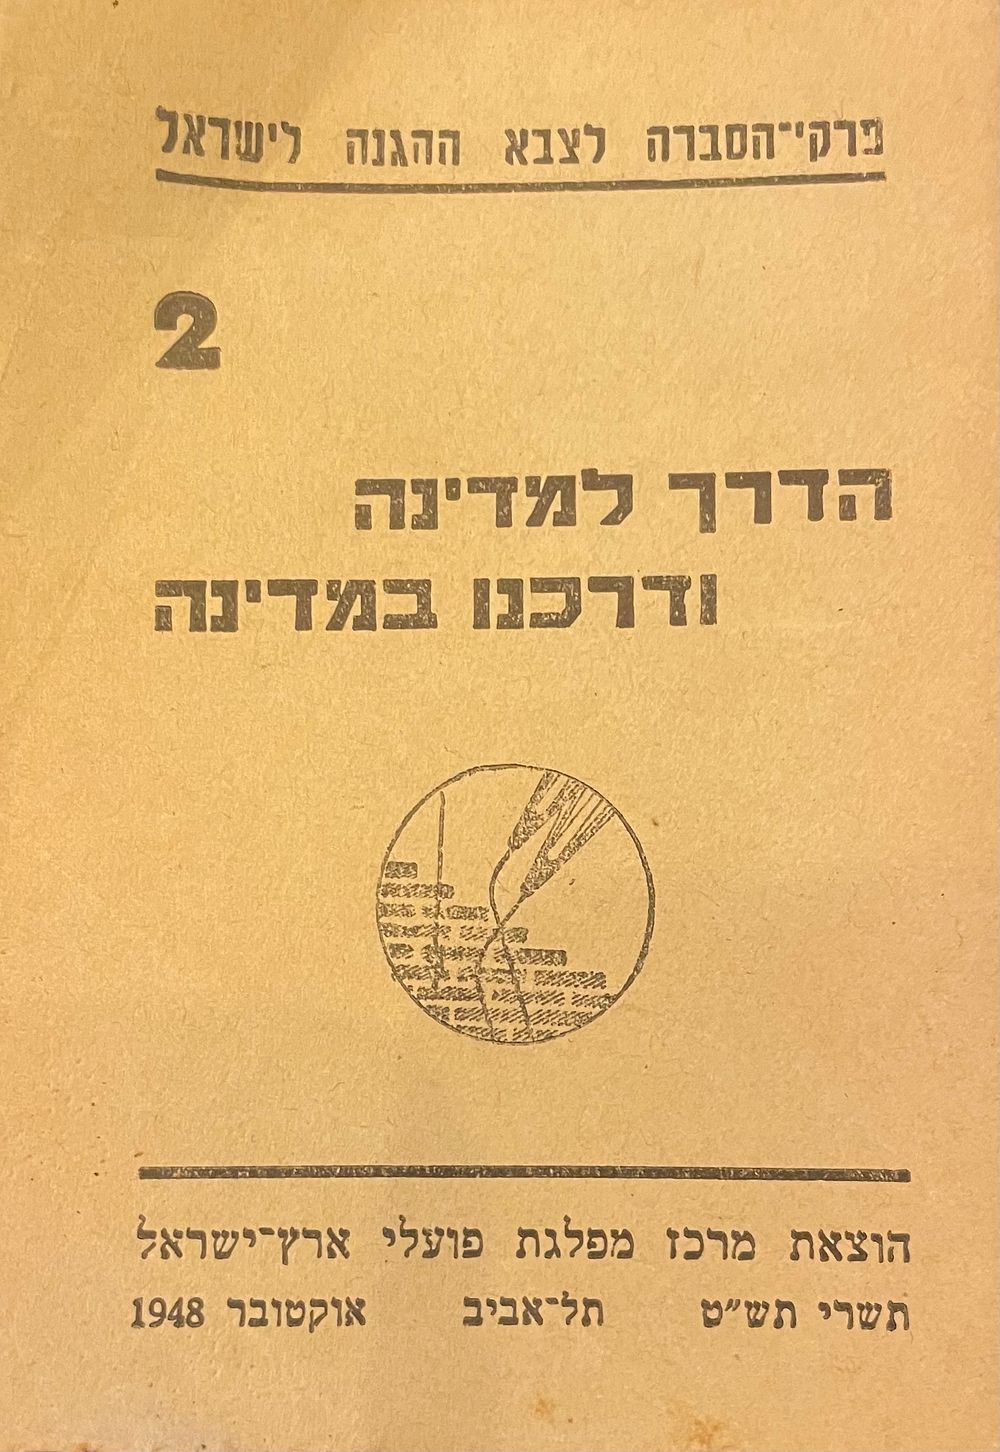 פרקי־הסברה לצבא ההגנה לישראל
2
הדרך למדינה
ודרכנו במדינה
הוצאת מרכז מפלגת פועלי ארץ־ישראל
תשרי תש״ט תל־אביב אוקטובר 1948